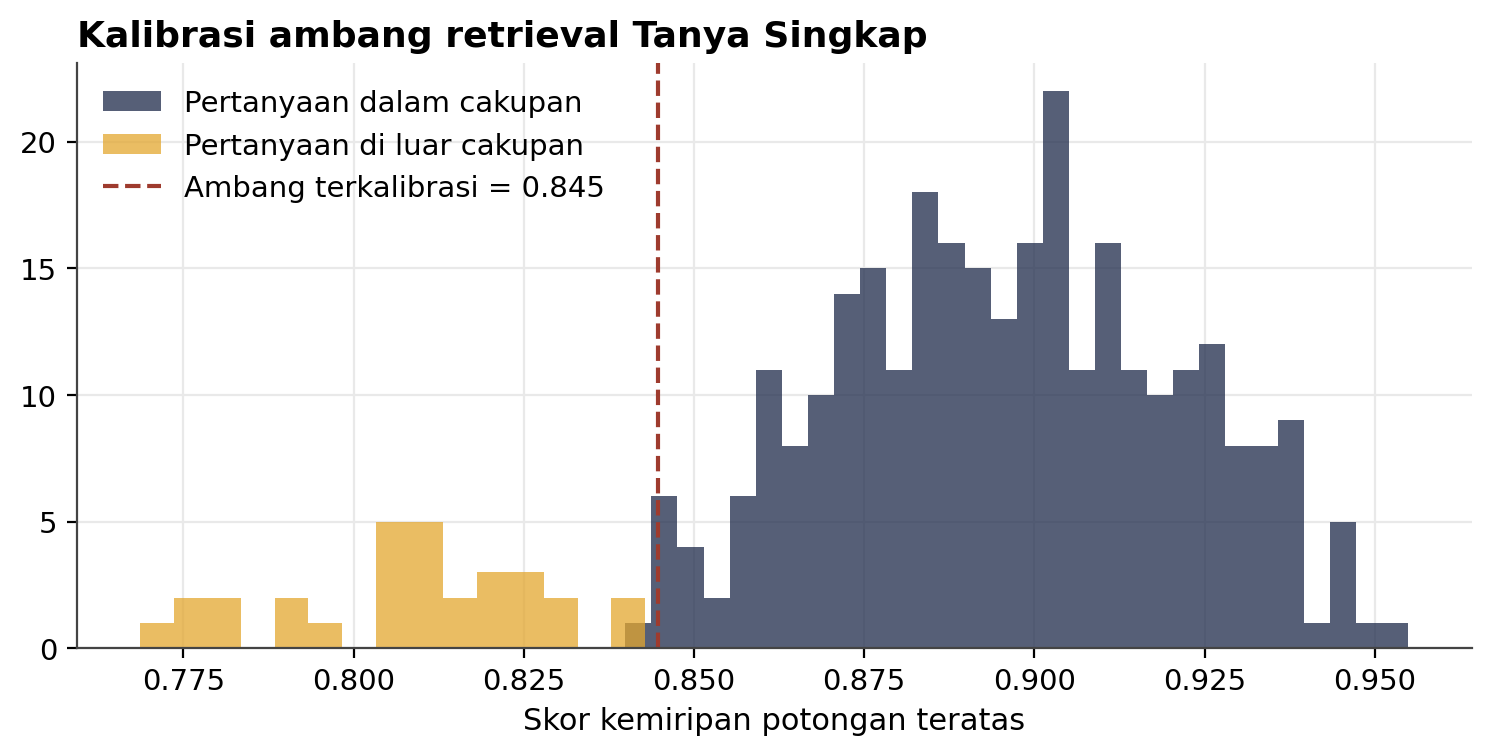 Kalibrasi ambang retrieval Tanya Singkap
Pertanyaan dalam cakupan
Pertanyaan di luar cakupan
Ambang terkalibrasi = 0.845
20
15
10
5
0
0.775 0.800 0.825 0.850 0.875 0.900 0.925 0.950
Skor kemiripan potongan teratas